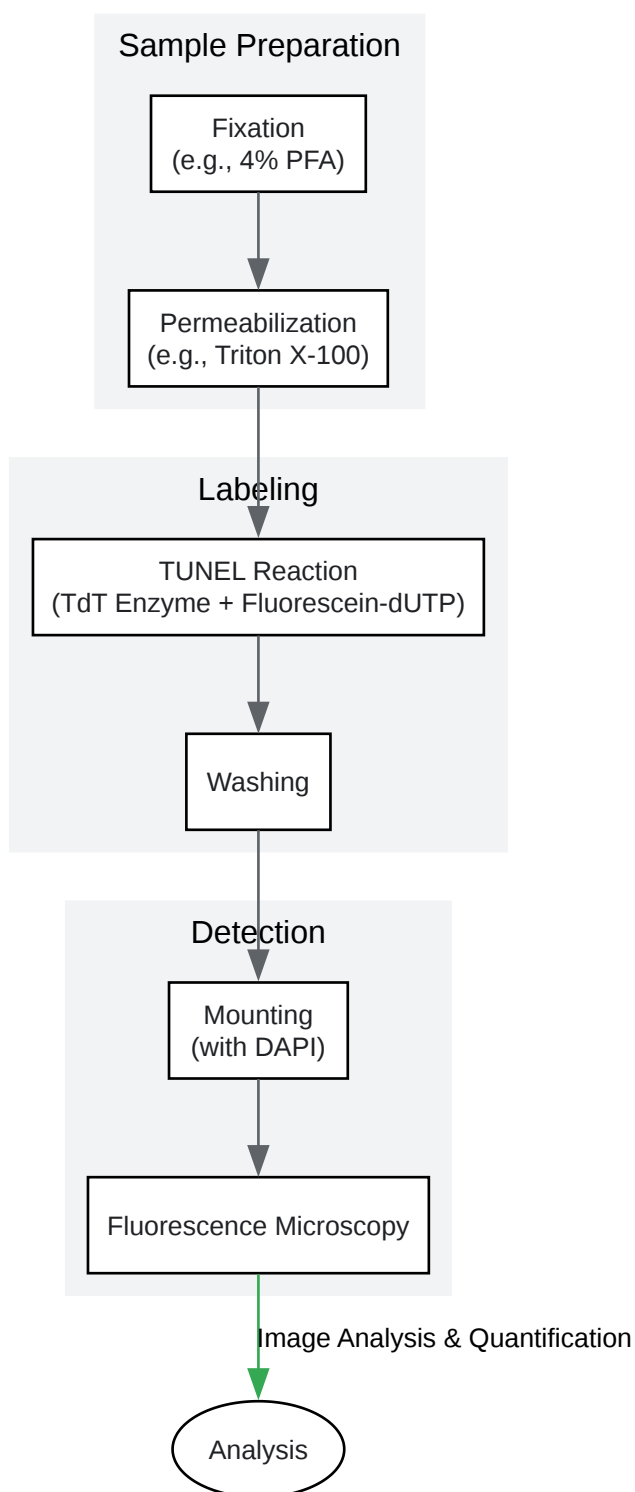 Sample Preparation
Fixation
(e.g., 4% PFA)
Permeabilization
(e.g., Triton X-100)
Labeling
TUNEL Reaction
(TdT Enzyme + Fluorescein-dUTP)
Washing
Detection
Mounting
(with DAPI)
Fluorescence Microscopy
Image Analysis & Quantification
Analysis